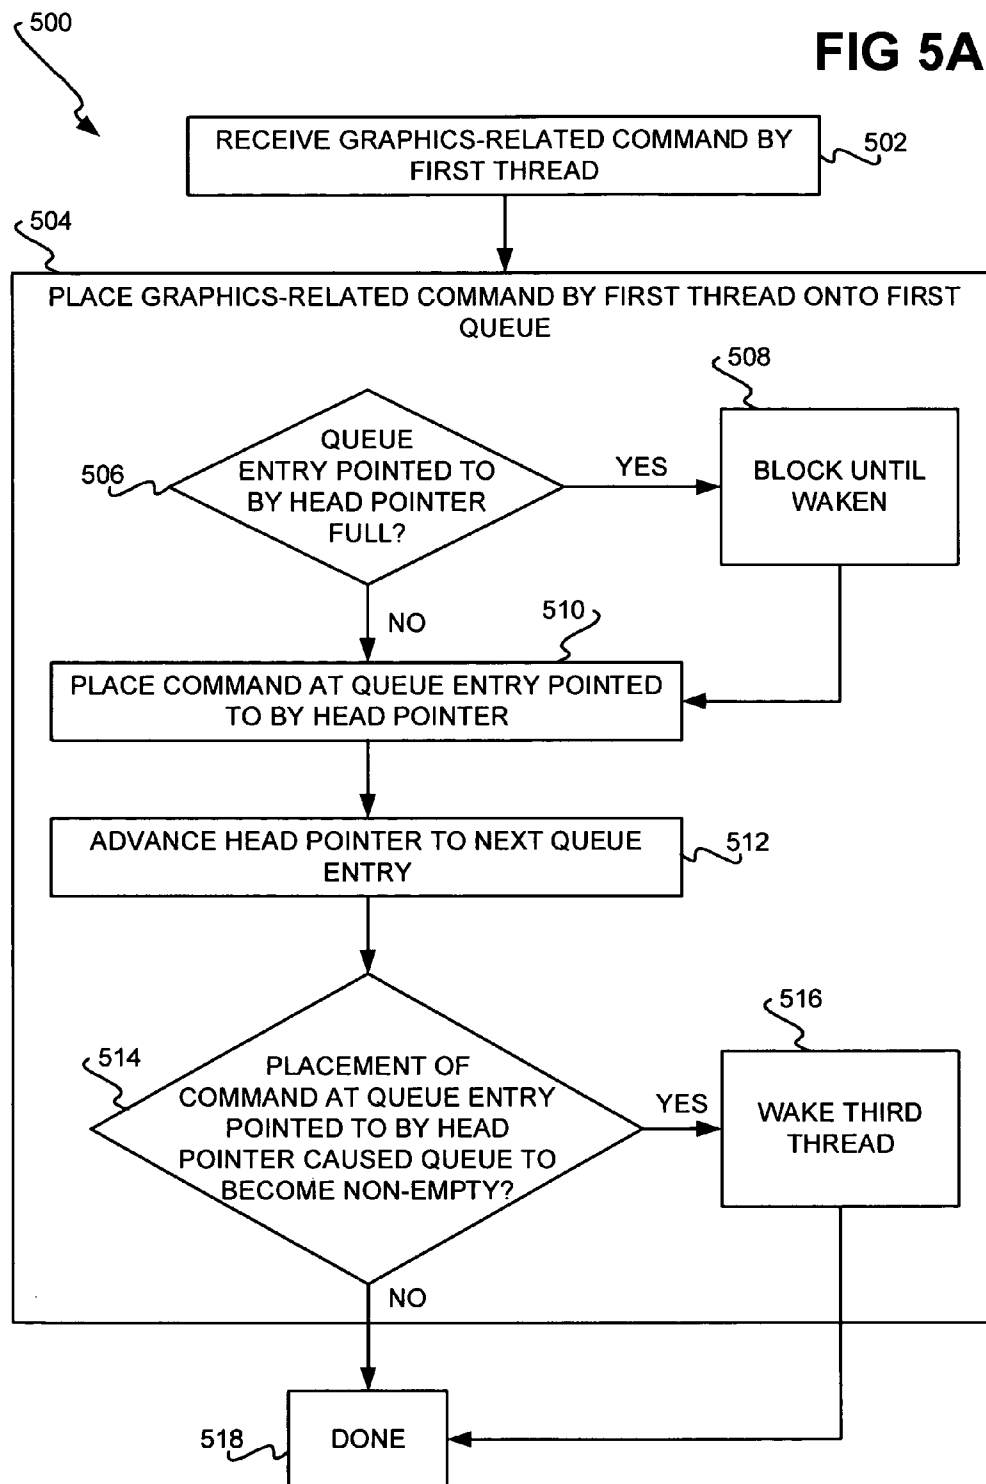 500
FIG 5A
RECEIVE GRAPHICS-RELATED COMMAND BY
FIRST THREAD
502
504
PLACE GRAPHICS-RELATED COMMAND BY FIRST THREAD ONTO FIRST
QUEUE
508
QUEUE
ENTRY POINTED TO
BY HEAD POINTER
FULL?
506
YES
BLOCK UNTIL
WAKEN
NO
510
PLACE COMMAND AT QUEUE ENTRY POINTED
TO BY HEAD POINTER
ADVANCE HEAD POINTER TO NEXT QUEUE
ENTRY
512
514
PLACEMENT OF
COMMAND AT QUEUE ENTRY
POINTED TO BY HEAD
POINTER CAUSED QUEUE TO
BECOME NON-EMPTY?
YES
516
WAKE THIRD
THREAD
NO
518
DONE